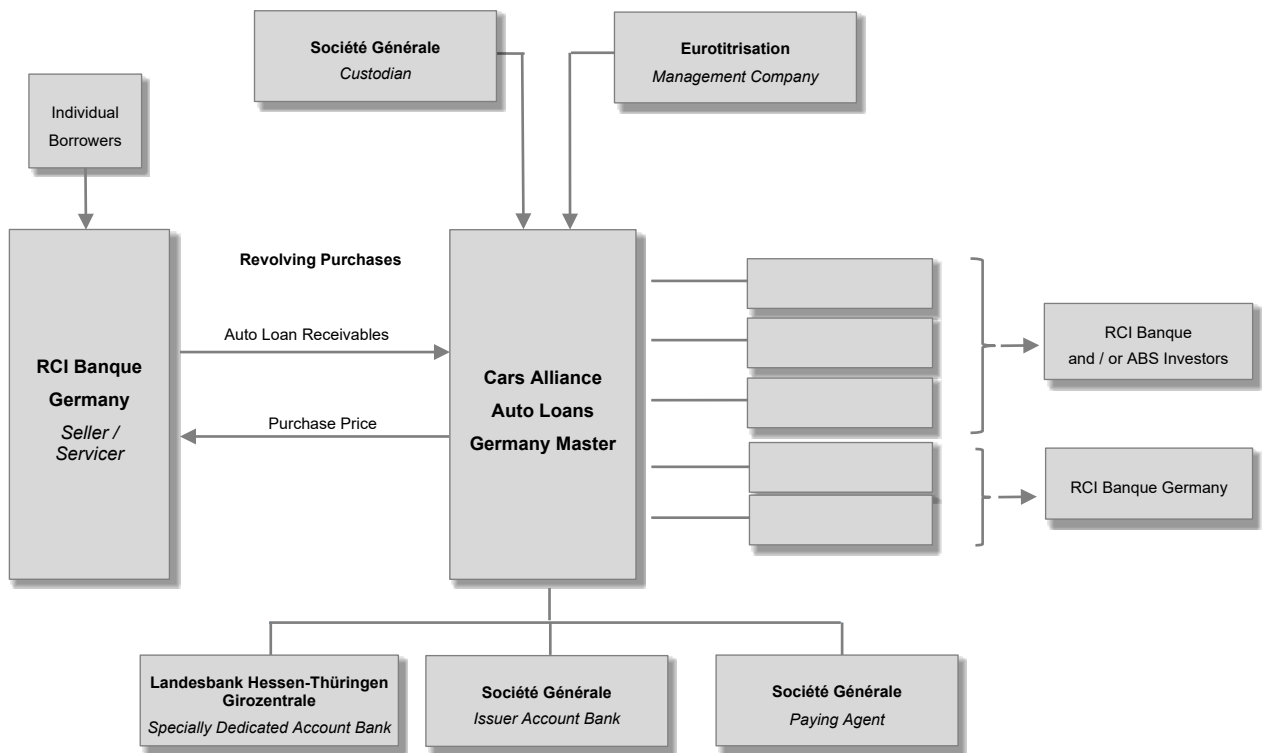 Société Générale
Custodian
Eurotitrisation
Management Company
Individual
Borrowers
Revolving Purchases
Auto Loan Receivables
Purchase Price
RCI Banque
Germany
Seller /
Servicer
Cars Alliance
Auto Loans
Germany Master
RCI Banque
and / or ABS Investors
RCI Banque Germany
Landesbank Hessen-Thüringen
Girozentrale
Specially Dedicated Account Bank
Société Générale
Issuer Account Bank
Société Générale
Paying Agent